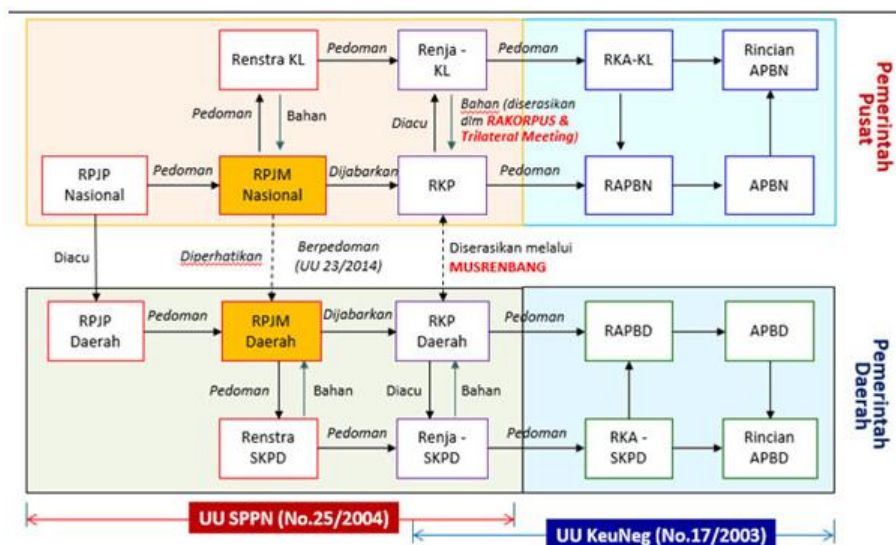 Renstra KL
Pedoman
Renja -
KL
Pedoman
RKA-KL
Rincian
APBN
Pedoman
Bahan
Diacu
Bahan (diserasikan
dlm RAKORPUS &
Trilateral Meeting)
RPJP
Nasional
Pedoman
RPJM
Nasional
Dijabarkan
RKP
Pedoman
RAPBN
APBN
Pemerintah
Pusat
Diacu
Diperhatikan
Berpedoman
(UU 23/2014)
Diserasikan melalui
MUSRENBANG
RPJP
Daerah
Pedoman
RPJM
Daerah
Dijabarkan
RKP
Daerah
Pedoman
RAPBD
APBD
Pedoman
Bahan
Diacu
Bahan
Renstra
SKPD
Pedoman
Renja -
SKPD
Pedoman
RKA -
SKPD
Rincian
APBD
Pemerintah
Daerah
UU SPPN (No.25/2004)
UU KeuNeg (No.17/2003)